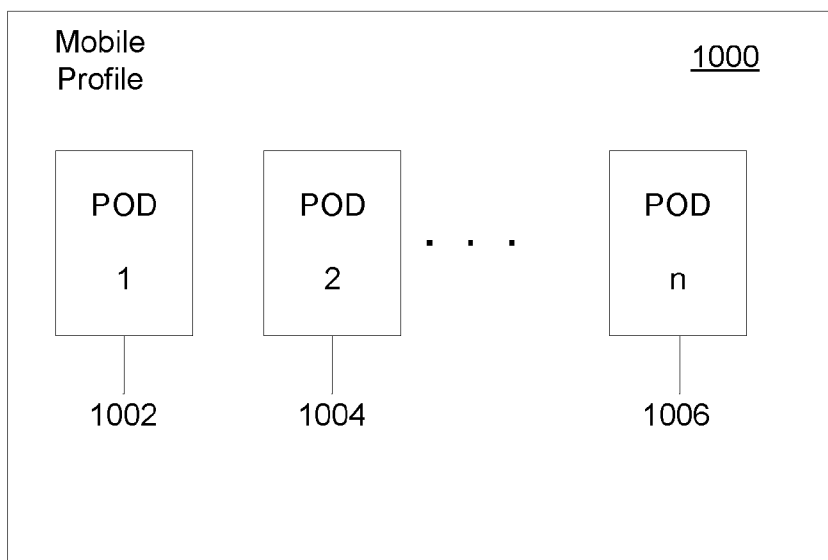 Mobile
Profile
1000
POD
1
POD
2
. . .
POD
n
1002
1004
1006